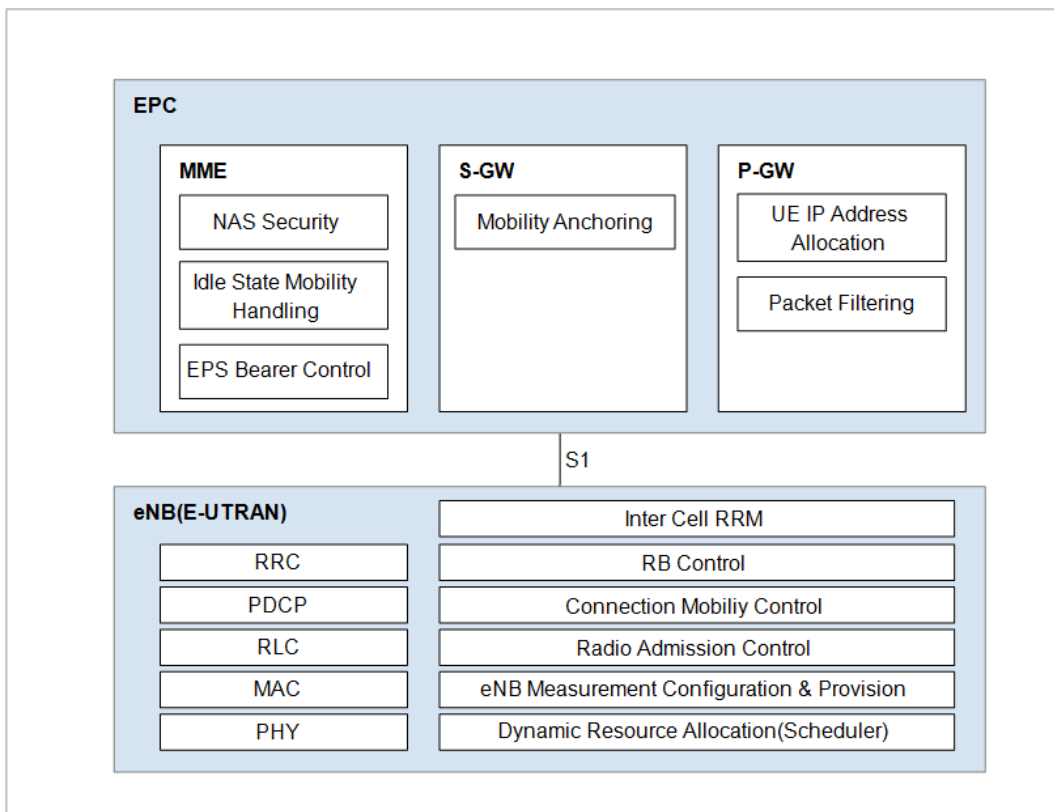 EPC
MME
NAS Security
Idle State Mobility
Handling
EPS Bearer Control
S-GW
Mobility Anchoring
P-GW
UE IP Address
Allocation
Packet Filtering
S1
eNB(E-UTRAN)
RRC
PDCP
RLC
MAC
PHY
Inter Cell RRM
RB Control
Connection Mobiliy Control
Radio Admission Control
eNB Measurement Configuration & Provision
Dynamic Resource Allocation(Scheduler)